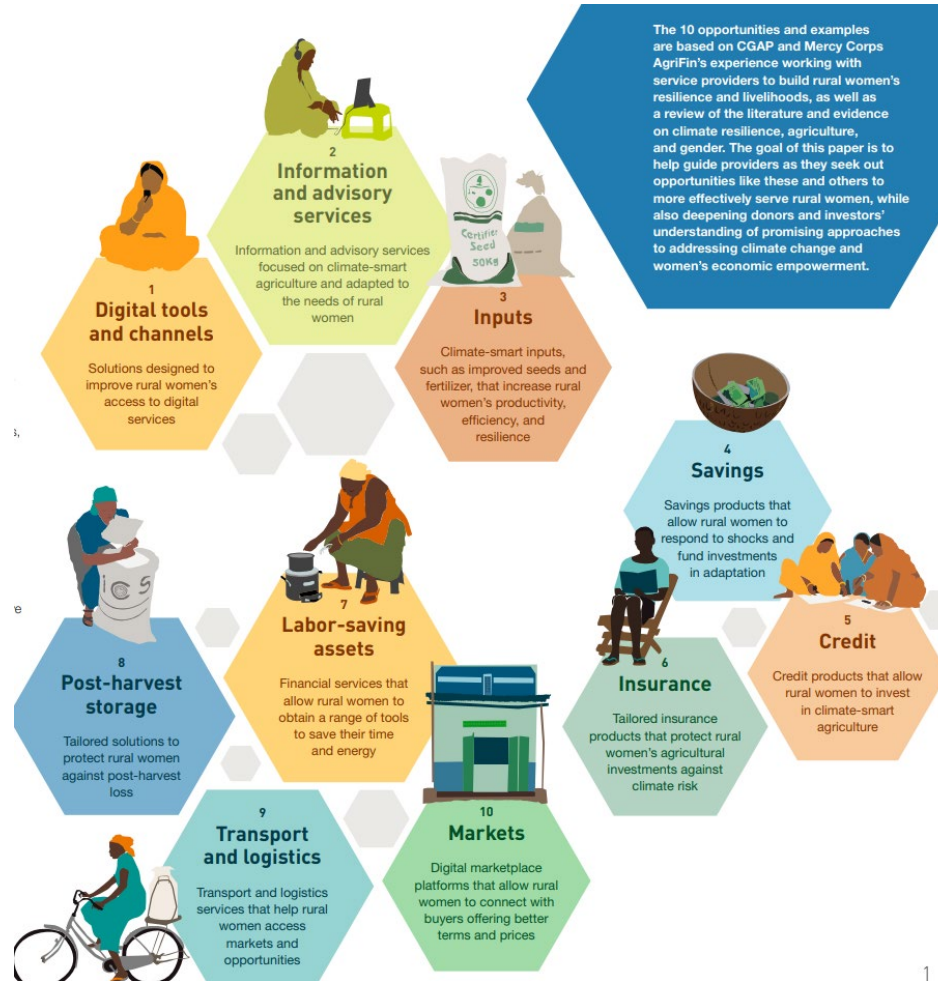 The 10 opportunities and examples
are based on CGAP and Mercy Corps
AgriFin’s experience working with
service providers to build rural women’s
resilience and livelihoods, as well as
a review of the literature and evidence
on climate resilience, agriculture,
and gender. The goal of this paper is to
help guide providers as they seek out
opportunities like these and others to
more effectively serve rural women, while
also deepening donors and investors’
understanding of promising approaches
to addressing climate change and
women’s economic empowerment.
1
Digital tools
and channels
Solutions designed to
improve rural women’s
access to digital
services
2
Information
and advisory
services
Information and advisory services
focused on climate-smart
agriculture and adapted to
the needs of rural
women
Certifier
Seed
50Kg
3
Inputs
Climate-smart inputs,
such as improved seeds and
fertilizer, that increase rural
women’s productivity,
efficiency, and
resilience
4
Savings
Savings products that
allow rural women to
respond to shocks and
fund investments
in adaptation
5
Credit
Credit products that allow
rural women to invest
in climate-smart
agriculture
6
Insurance
Tailored insurance
products that protect rural
women’s agricultural
investments against
climate risk
7
Labor-saving
assets
Financial services that
allow rural women to
obtain a range of tools
to save their time
and energy
ics
8
Post-harvest
storage
Tailored solutions to
protect rural women
against post-harvest
loss
9
Transport
and logistics
Transport and logistics
services that help rural
women access
markets and
opportunities
10
Markets
Digital marketplace
platforms that allow rural
women to connect with
buyers offering better
terms and prices
1